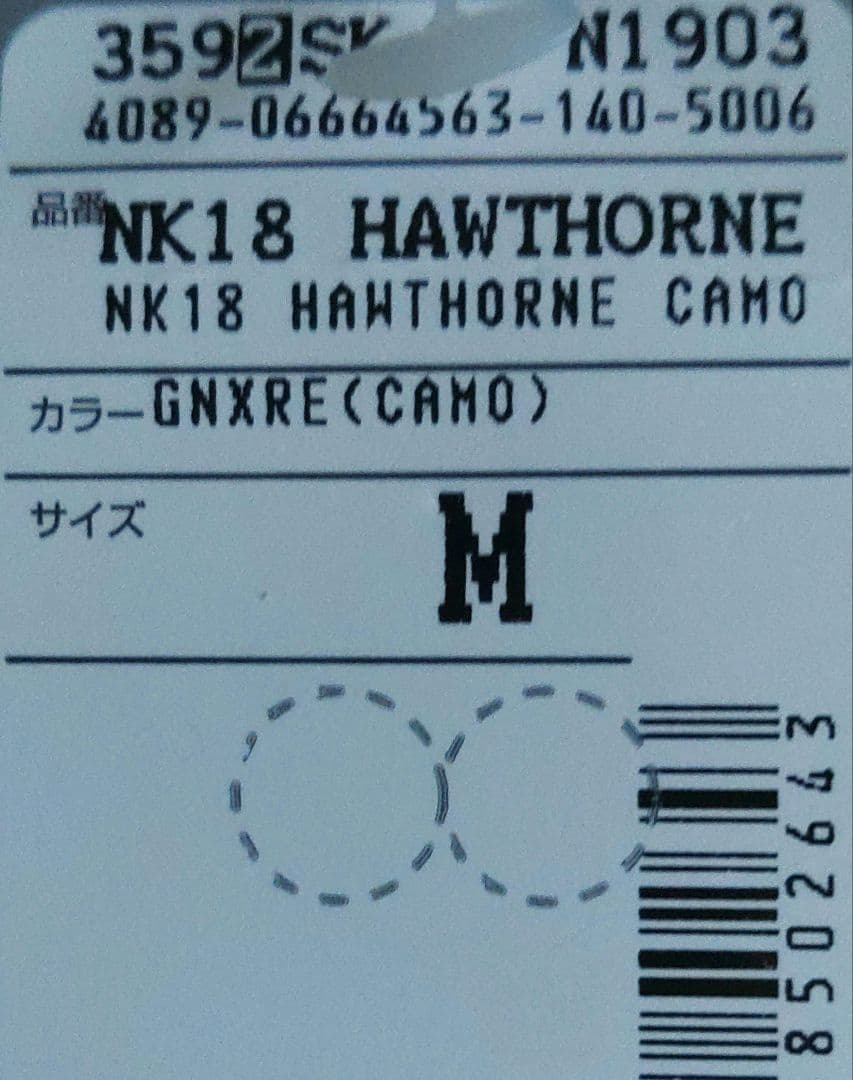 3592SV N1903
4089-06664563-140-5006
品番NK18 HAWTHORNE
NK18 HAWTHORNE CAMO
カラーGNXRE(CAMO)
サイズ M
8502643